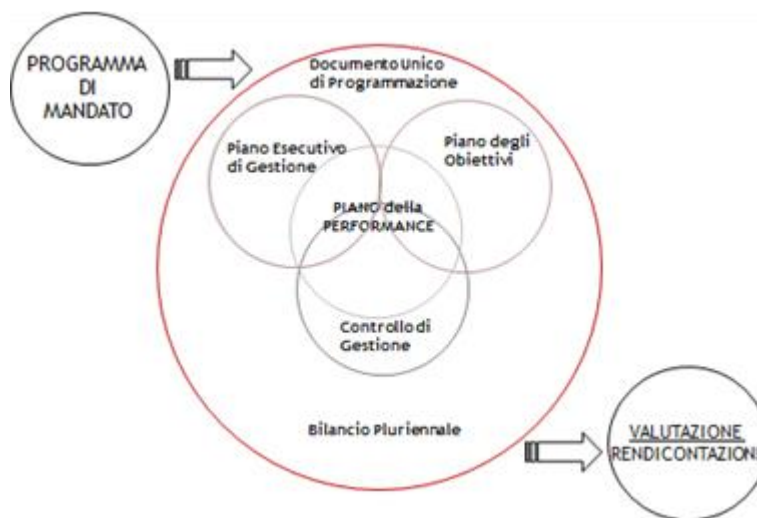 PROGRAMMA
DI
MANDATO
Documento Unico
di Programmazione
Piano Esecutivo
di Gestione
Piano degli
Obiettivi
PIANO della
PERFORMANCE
Controllo di
Gestione
Bilancio Pluriennale
VALUTAZIONE
RENDICONTAZIONE